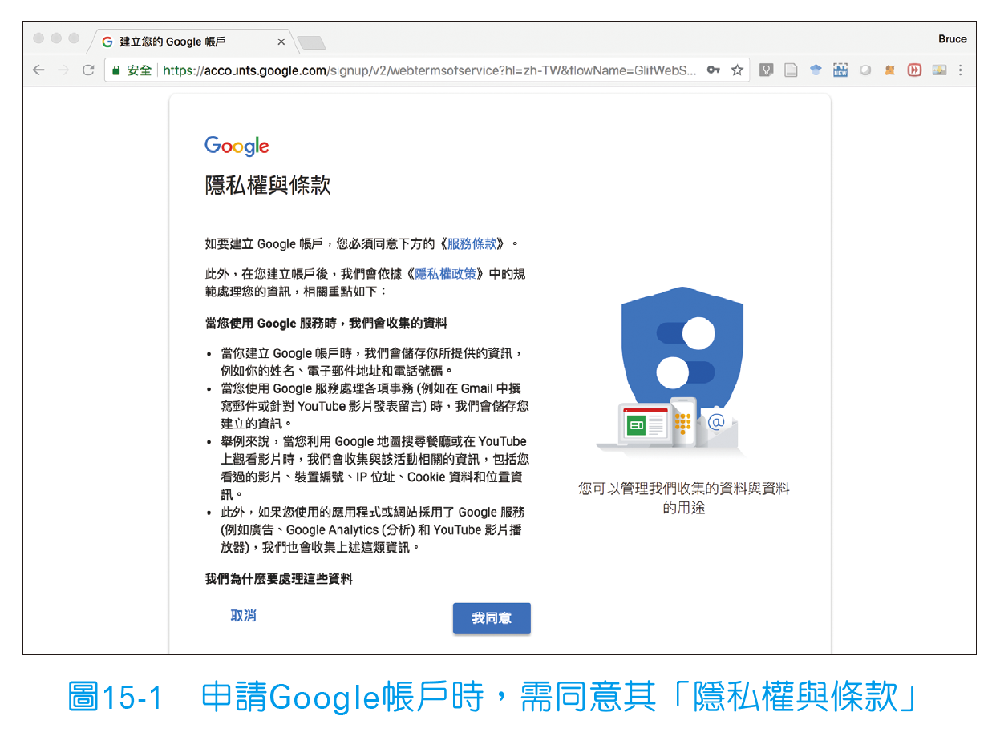 建立您的 Google 帳戶
Bruce
安全 https://accounts.google.com/signup/v2/webtermsofservice?hl=zh-TW&flowName=GlifWebS...
NEW
Google
隱私權與條款
如要建立 Google 帳戶，您必須同意下方的《服務條款》。
此外，在您建立帳戶後，我們會依據《隱私權政策》中的規
範處理您的資訊，相關重點如下：
當您使用 Google 服務時，我們會收集的資料
• 當你建立 Google 帳戶時，我們會儲存你所提供的資訊，
例如你的姓名、電子郵件地址和電話號碼。
• 當您使用 Google 服務處理各項事務 (例如在 Gmail 中撰
寫郵件或針對 YouTube 影片發表留言) 時，我們會儲存您
建立的資訊。
• 舉例來說，當您利用 Google 地圖搜尋餐廳或在 YouTube
上觀看影片時，我們會收集與該活動相關的資訊，包括您
看過的影片、裝置編號、IP 位址、Cookie 資料和位置資
訊。
• 此外，如果您使用的應用程式或網站採用了 Google 服務
(例如廣告、Google Analytics (分析) 和 YouTube 影片播
放器)，我們也會收集上述這類資訊。
我們為什麼要處理這些資料
取消
我同意
@
您可以管理我們收集的資料與資料
的用途
圖15-1 申請Google帳戶時，需同意其「隱私權與條款」